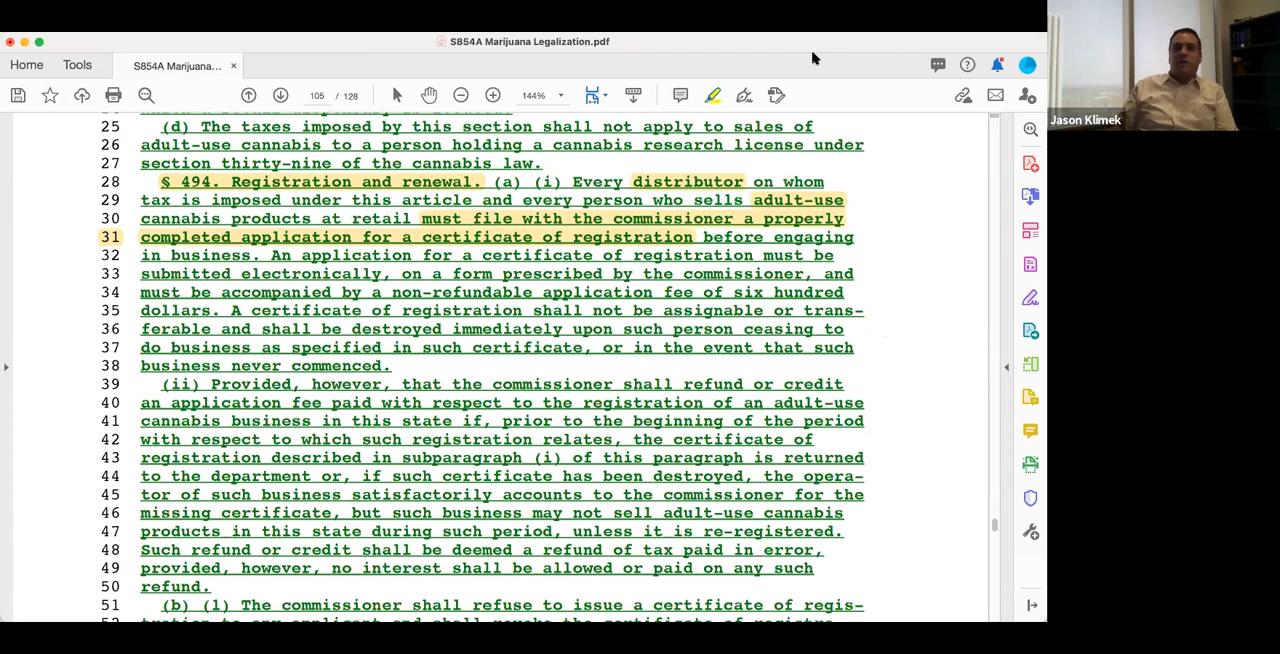 S854A Marijuana Legalization.pdf
Home Tools S854A Marijuana... ×
105 / 128 144%
Jason Klimek
25 (d) The taxes imposed by this section shall not apply to sales of
26 adult-use cannabis to a person holding a cannabis research license under
27 section thirty-nine of the cannabis law.
28 § 494. Registration and renewal. (a) (i) Every distributor on whom
29 tax is imposed under this article and every person who sells adult-use
30 cannabis products at retail must file with the commissioner a properly
31 completed application for a certificate of registration before engaging
32 in business. An application for a certificate of registration must be
33 submitted electronically, on a form prescribed by the commissioner, and
34 must be accompanied by a non-refundable application fee of six hundred
35 dollars. A certificate of registration shall not be assignable or trans-
36 ferable and shall be destroyed immediately upon such person ceasing to
37 do business as specified in such certificate, or in the event that such
38 business never commenced.
39 (ii) Provided, however, that the commissioner shall refund or credit
40 an application fee paid with respect to the registration of an adult-use
41 cannabis business in this state if, prior to the beginning of the period
42 with respect to which such registration relates, the certificate of
43 registration described in subparagraph (i) of this paragraph is returned
44 to the department or, if such certificate has been destroyed, the opera-
45 tor of such business satisfactorily accounts to the commissioner for the
46 missing certificate, but such business may not sell adult-use cannabis
47 products in this state during such period, unless it is re-registered.
48 Such refund or credit shall be deemed a refund of tax paid in error,
49 provided, however, no interest shall be allowed or paid on any such
50 refund.
51 (b) (1) The commissioner shall refuse to issue a certificate of regis-